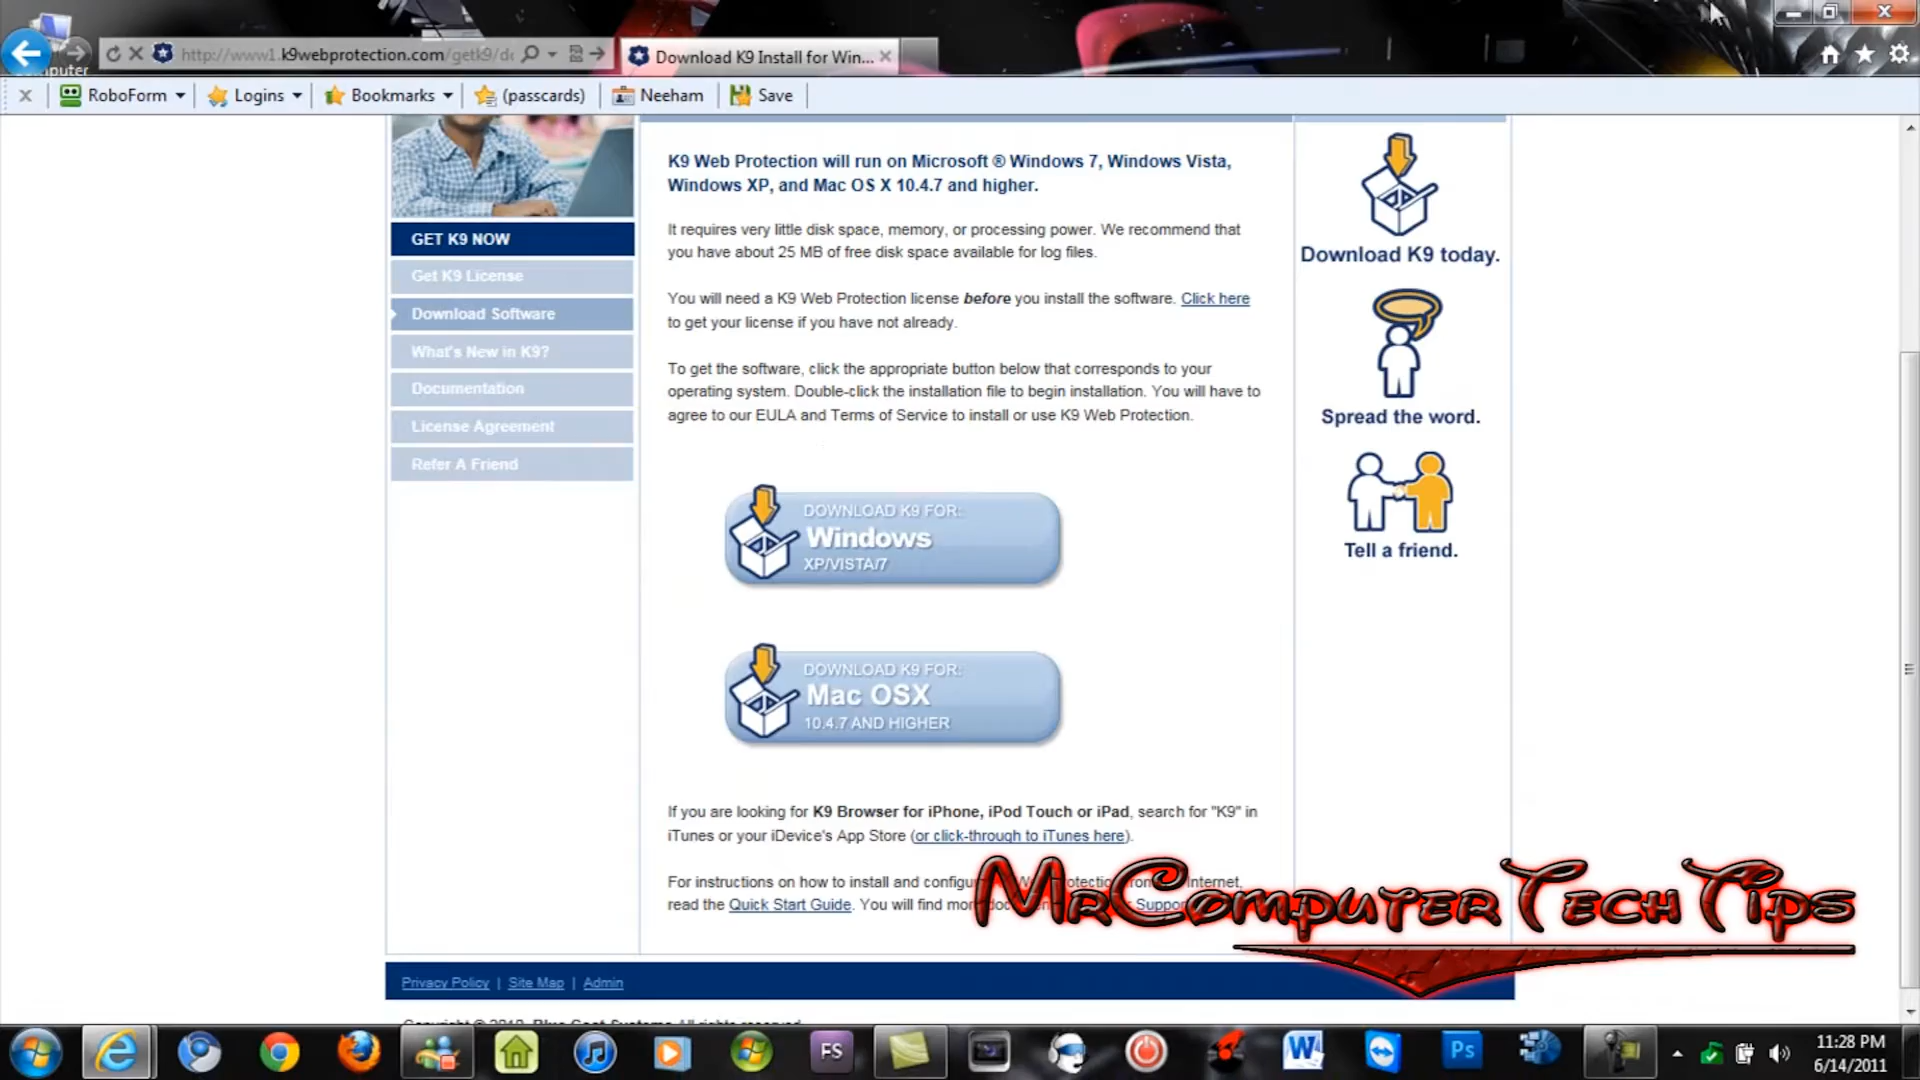 http://www1.k9webprotection.com/getk9/d
Download K9 Install for Win...
RoboForm
Logins
Bookmarks
(passcards)
Needham
Save
K9 Web Protection will run on Microsoft ® Windows 7, Windows Vista,
Windows XP, and Mac OS X 10.4.7 and higher.
It requires very little disk space, memory, or processing power. We recommend that
you have about 25 MB of free disk space available for log files.
You will need a K9 Web Protection license before you install the software. Click here
to get your license if you have not already.
To get the software, click the appropriate button below that corresponds to your
operating system. Double-click the installation file to begin installation. You will have to
agree to our EULA and Terms of Service to install or use K9 Web Protection.
GET K9 NOW
Get K9 License
Download Software
What's New in K9?
Documentation
License Agreement
Refer A Friend
DOWNLOAD K9 FOR:
Windows
XP/VISTA/7
DOWNLOAD K9 FOR:
Mac OSX
10.4.7 AND HIGHER
Download K9 today.
Spread the word.
Tell a friend.
If you are looking for K9 Browser for iPhone, iPod Touch or iPad, search for "K9" in
iTunes or your iDevice's App Store (or click-through to iTunes here).
For instructions on how to install and Internet,
read the Quick Start Guide. You will find Support
MrComputerTechTips
Privacy Policy | Site Map | Admin
FS
W
Ps
11:28 PM
6/14/2011